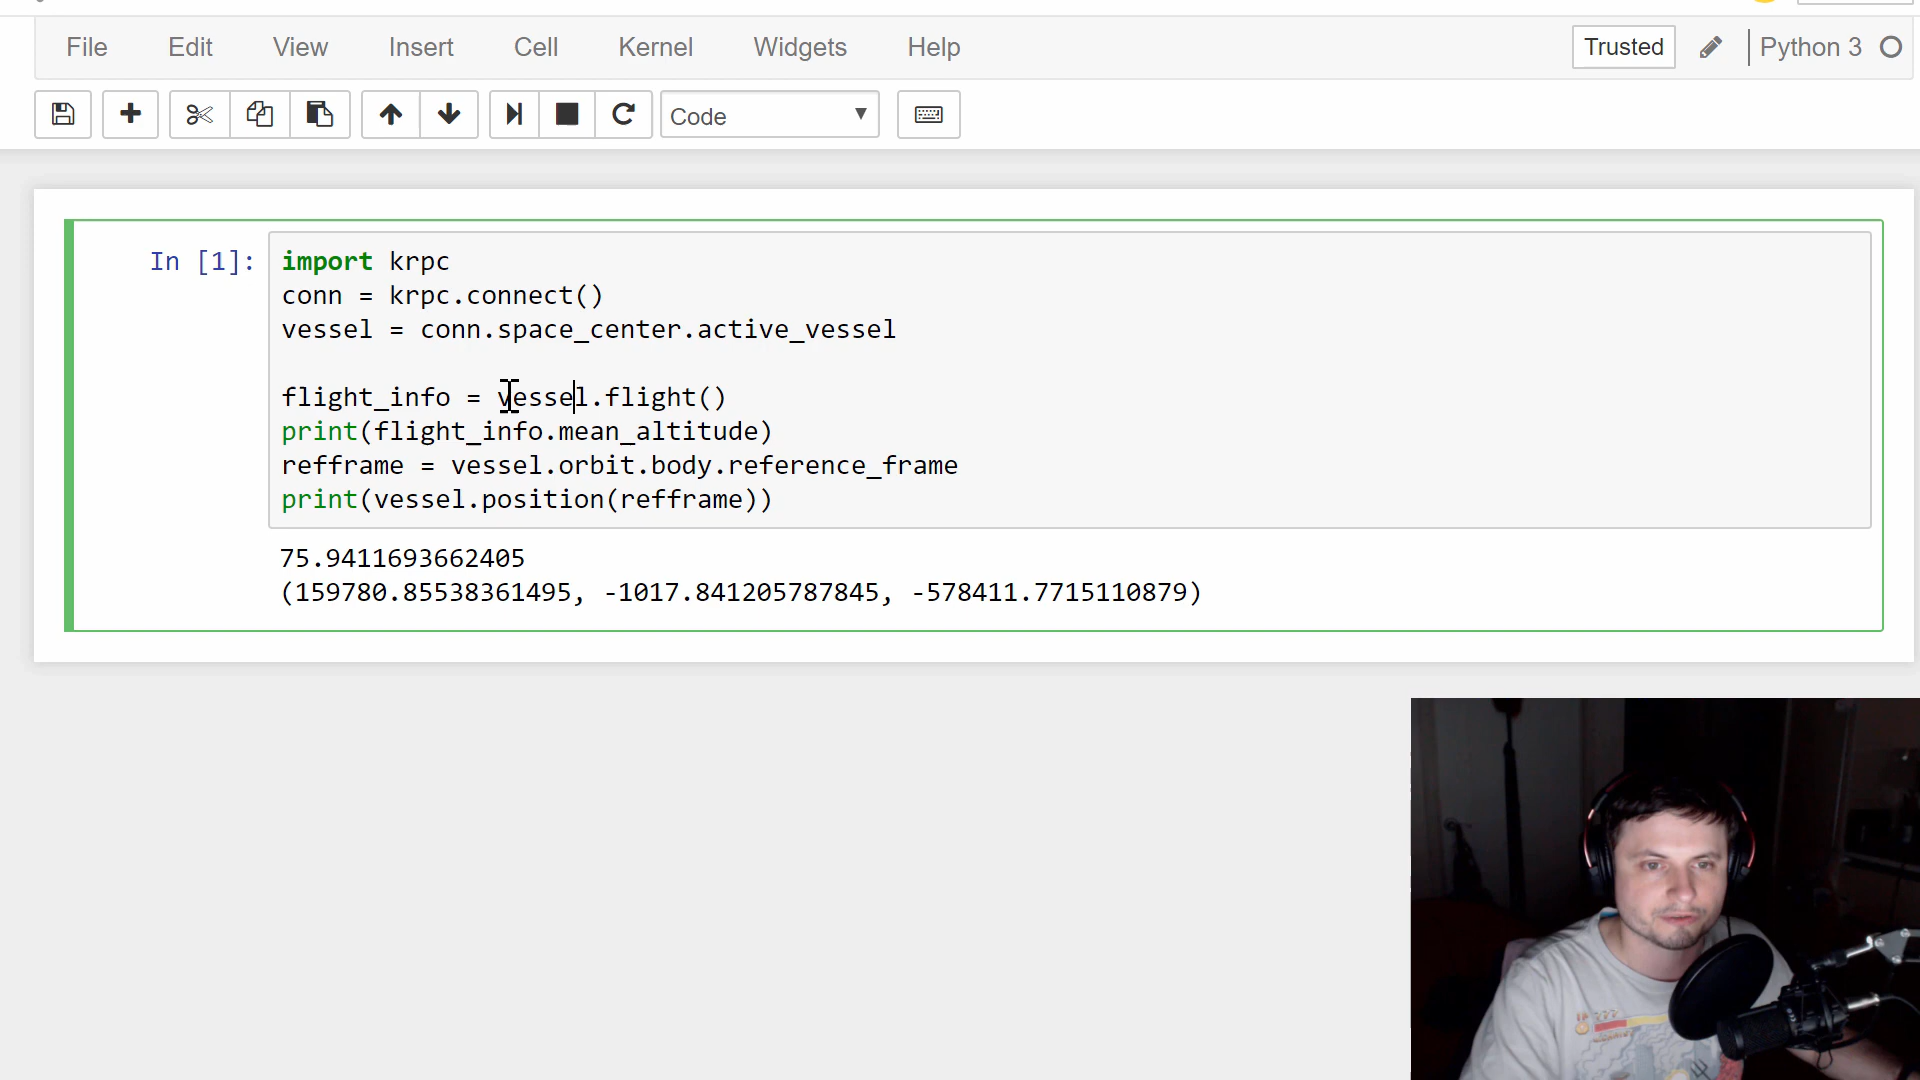 File Edit View Insert Cell Kernel Widgets Help Trusted Python 3
Code
In [1]: import krpc
conn = krpc.connect()
vessel = conn.space_center.active_vessel
flight_info = vessel.flight()
print(flight_info.mean_altitude)
refframe = vessel.orbit.body.reference_frame
print(vessel.position(refframe))
75.9411693662405
(159780.85538361495, -1017.841205787845, -578411.7715110879)